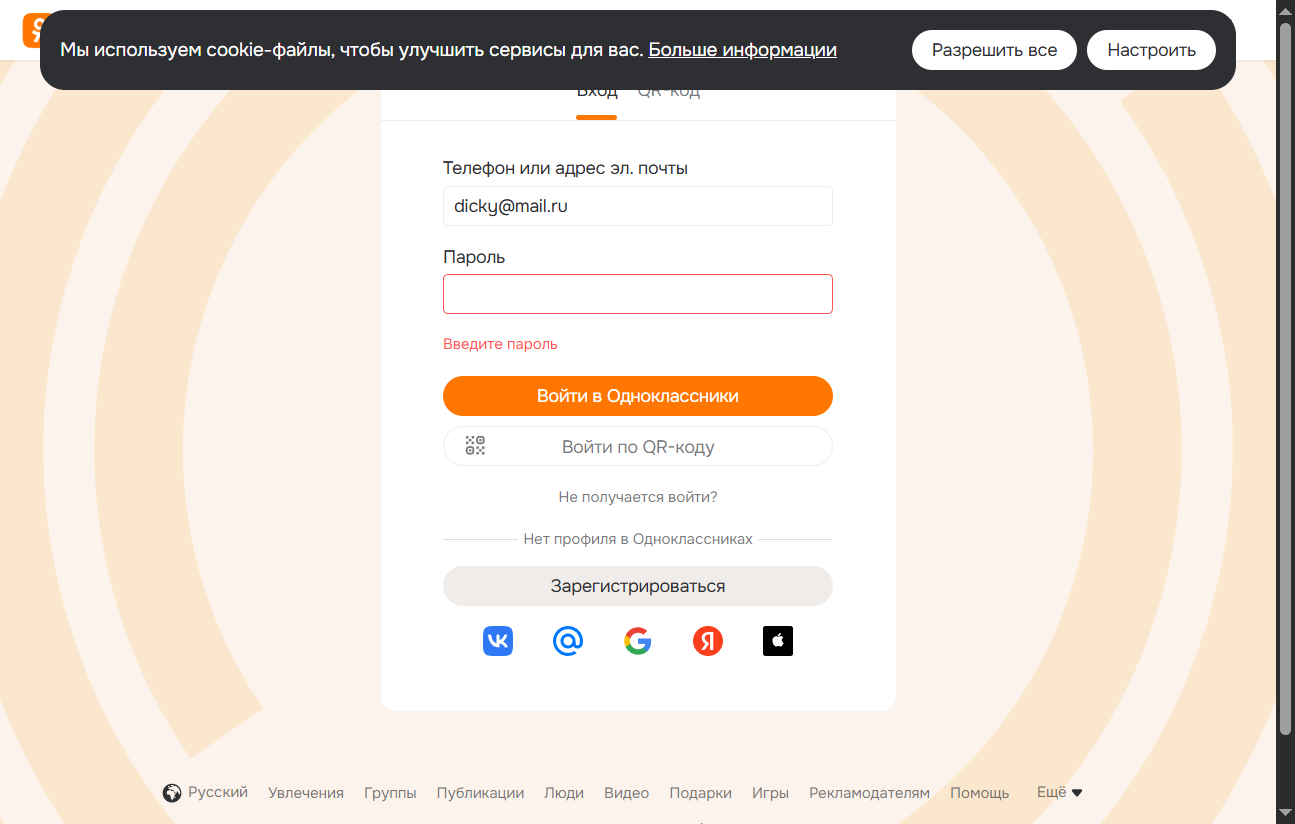 Мы используем cookie-файлы, чтобы улучшить сервисы для вас. Больше информации
Разрешить все
Настроить
Вход
QR-код
Телефон или адрес эл. почты
dicky@mail.ru
Пароль
Введите пароль
Войти в Одноклассники
Войти по QR-коду
Не получается войти?
Нет профиля в Одноклассниках
Зарегистрироваться
Русский Увлечения Группы Публикации Люди Видео Подарки Игры Рекламодателям Помощь Ещё